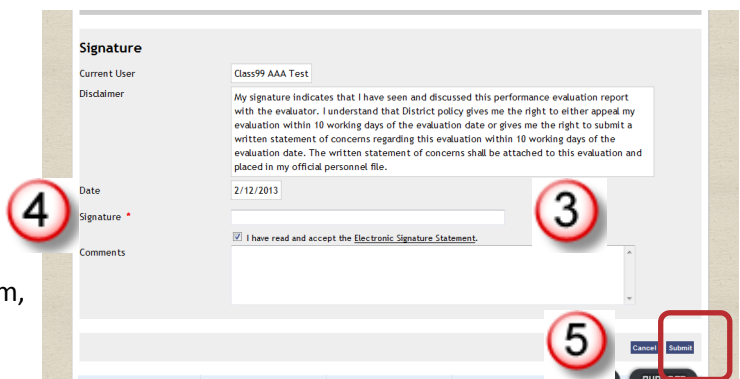 Signature
Current User
Class99 AAA Test
Disclaimer
My signature indicates that I have seen and discussed this performance evaluation report
with the evaluator. I understand that District policy gives me the right to either appeal my
evaluation within 10 working days of the evaluation date or gives me the right to submit a
written statement of concerns regarding this evaluation within 10 working days of the
evaluation date. The written statement of concerns shall be attached to this evaluation and
placed in my official personnel file.
4
Date
2/12/2013
3
Signature *
I have read and accept the Electronic Signature Statement.
Comments
m,
5
Cancel
Submit